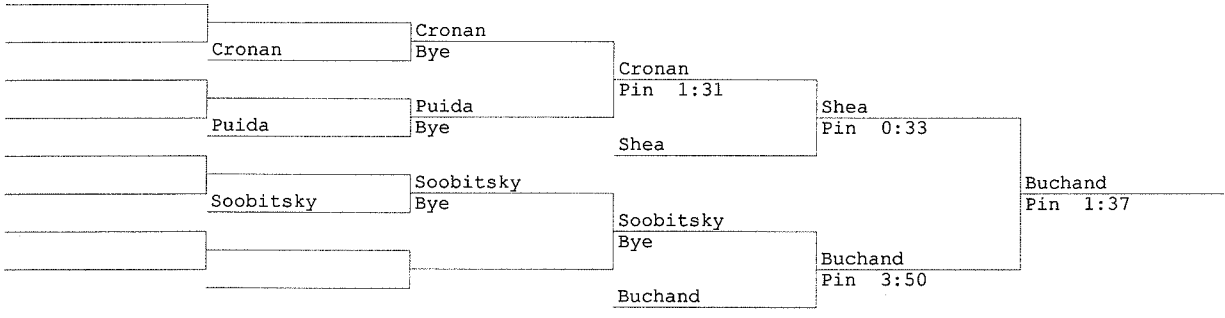 Cronan
Cronan
Bye
Cronan
Pin 1:31
Puida
Puida
Bye
Shea
Pin 0:33
Shea
Soobitsky
Soobitsky
Bye
Buchand
Pin 1:37
Soobitsky
Bye
Buchand
Pin 3:50
Buchand